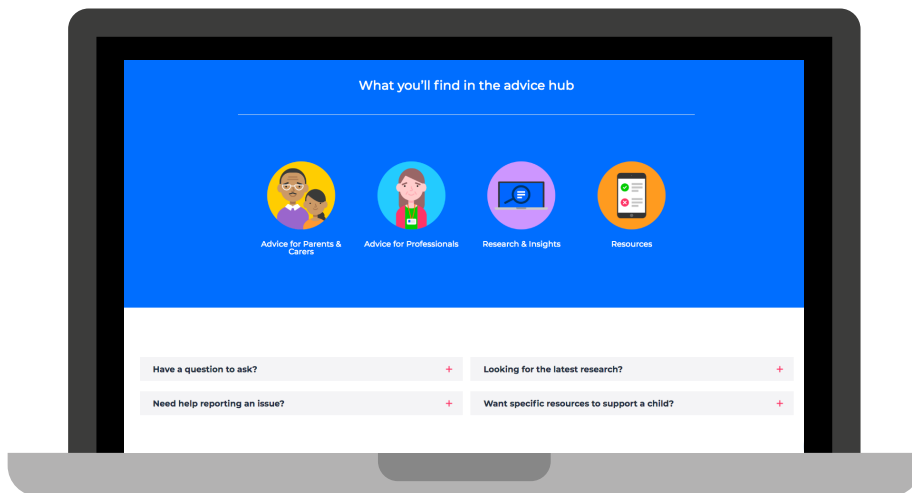 What you'll find in the advice hub
Advice for Parents &
Carers
Advice for Professionals
Research & Insights
Resources
Have a question to ask?
Looking for the latest research?
Need help reporting an issue?
Want specific resources to support a child?